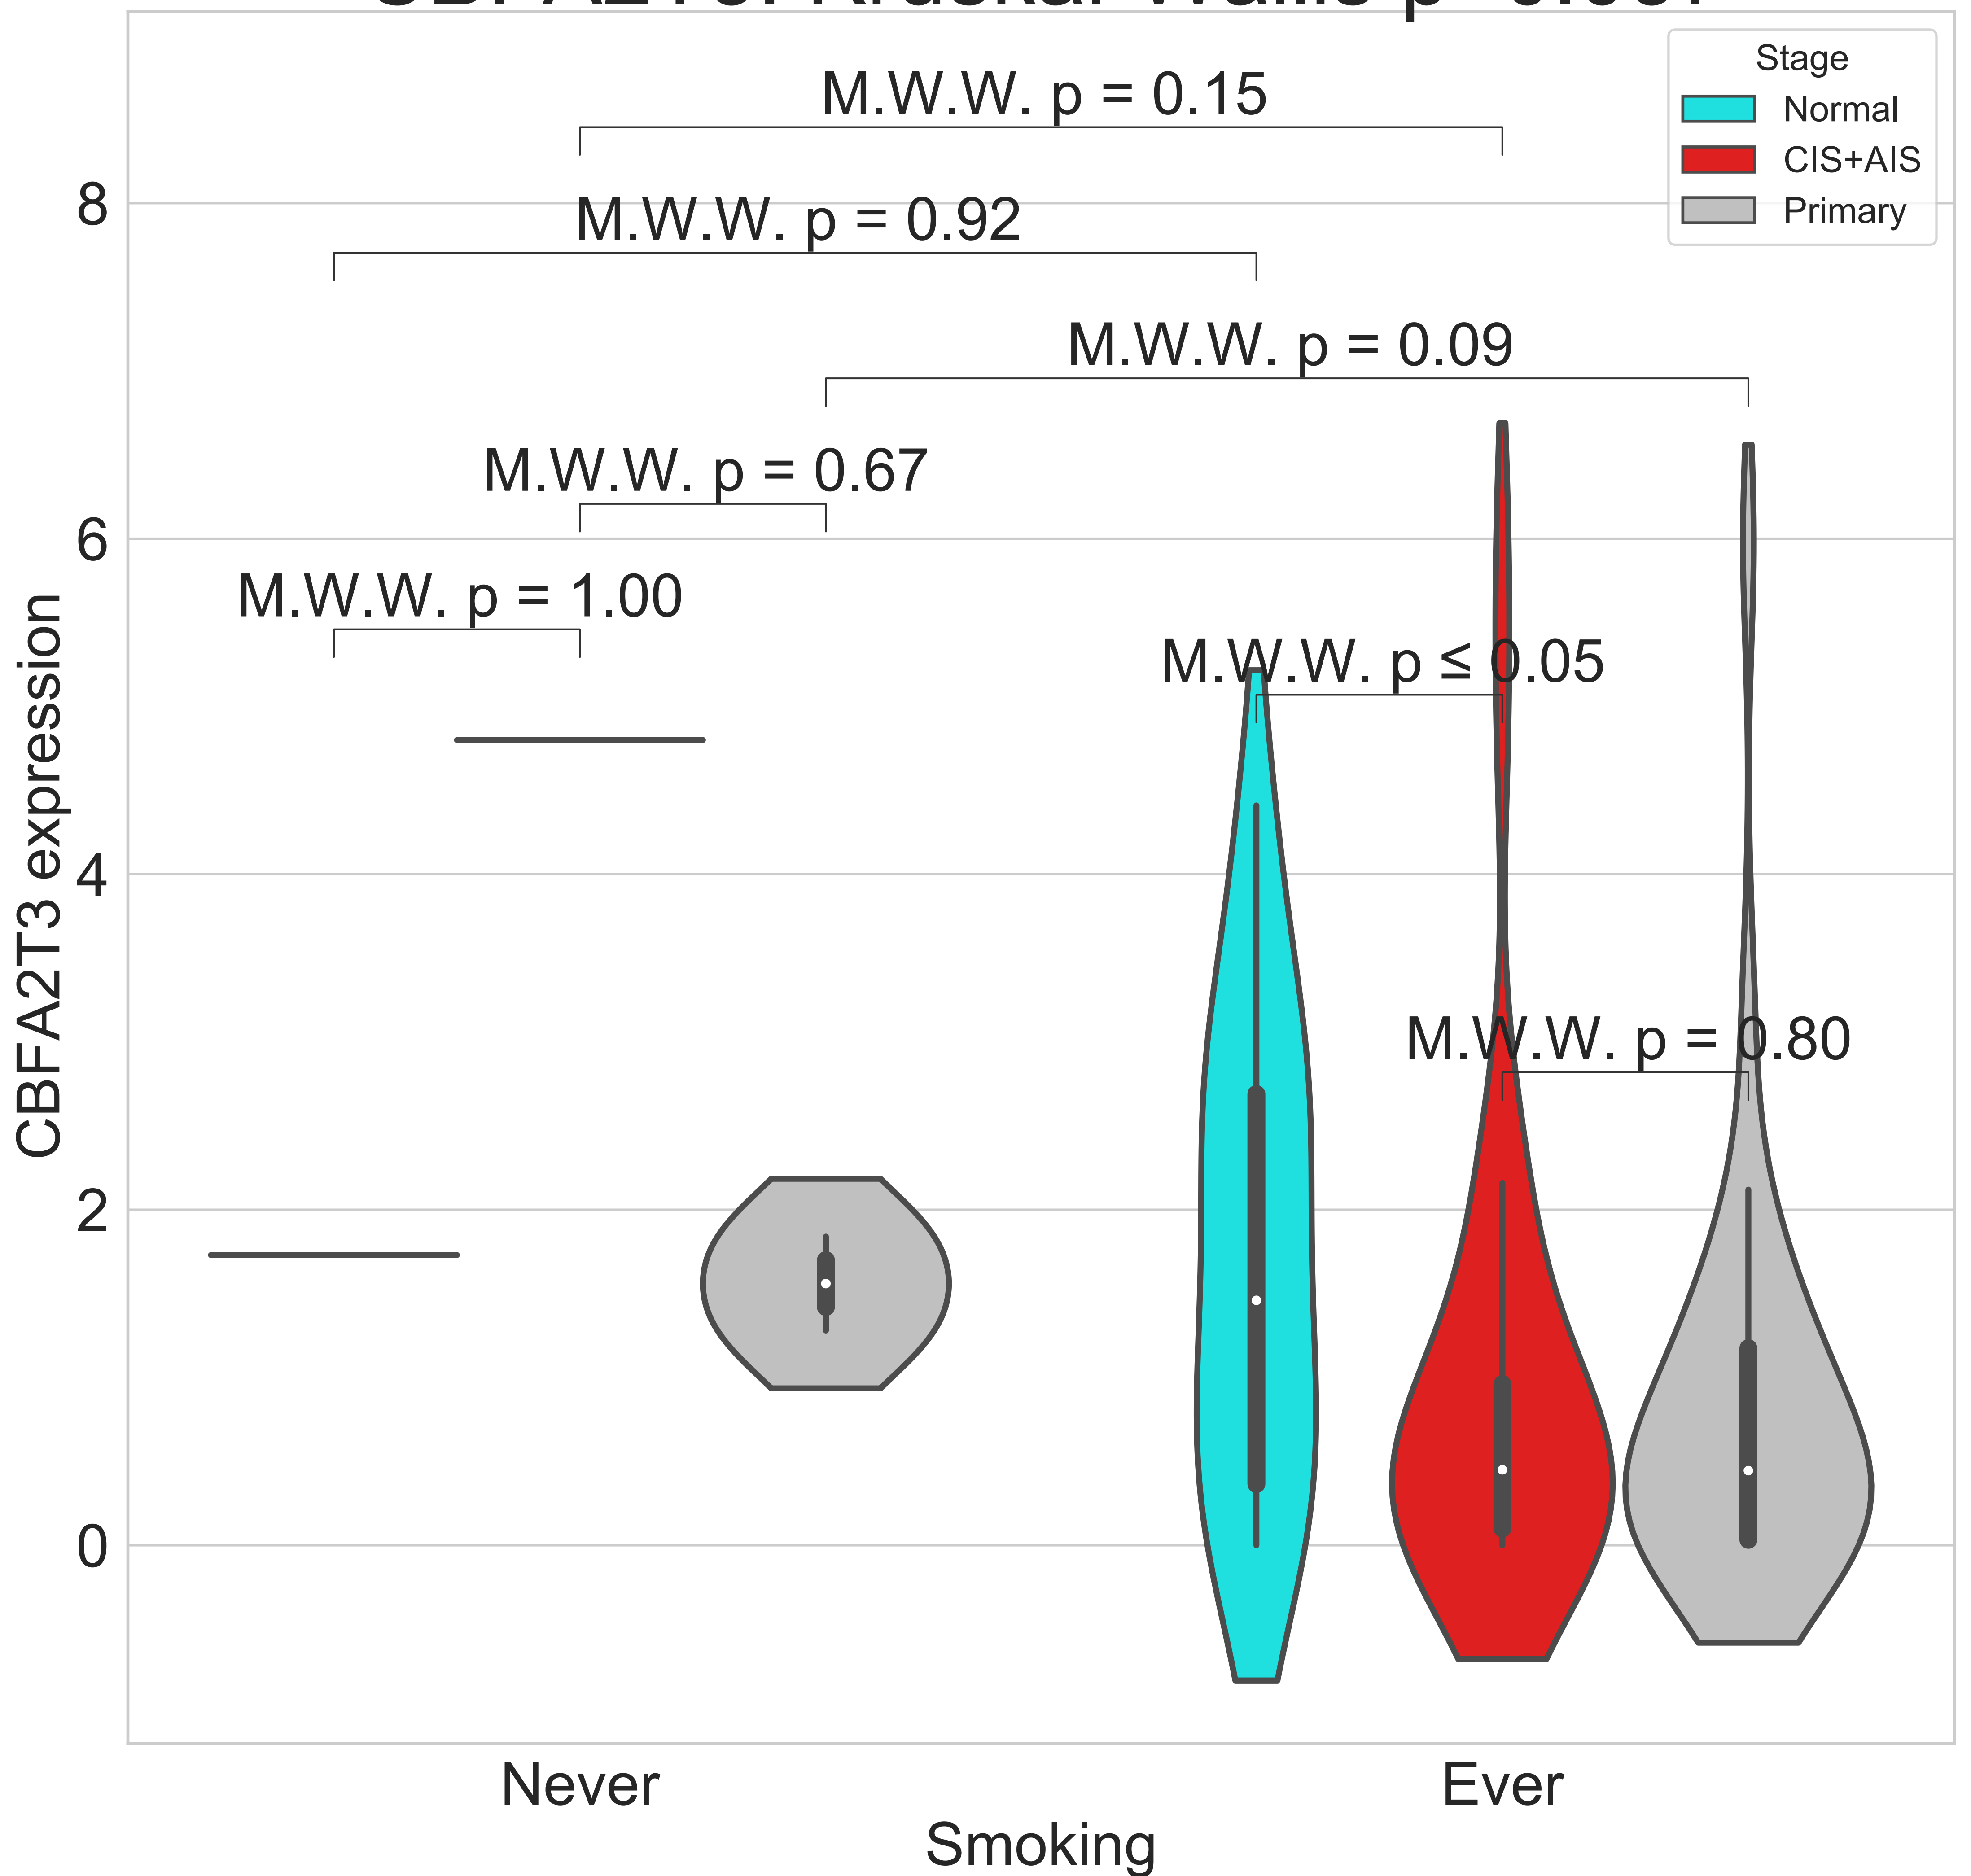 Stage
Normal
CIS+AIS
Primary
M.W.W. p = 0.15
M.W.W. p = 0.92
M.W.W. p = 0.09
M.W.W. p = 0.67
M.W.W. p = 1.00
M.W.W. p ≤ 0.05
M.W.W. p = 0.80
8
6
4
2
0
CBFA2T3 expression
Never
Ever
Smoking